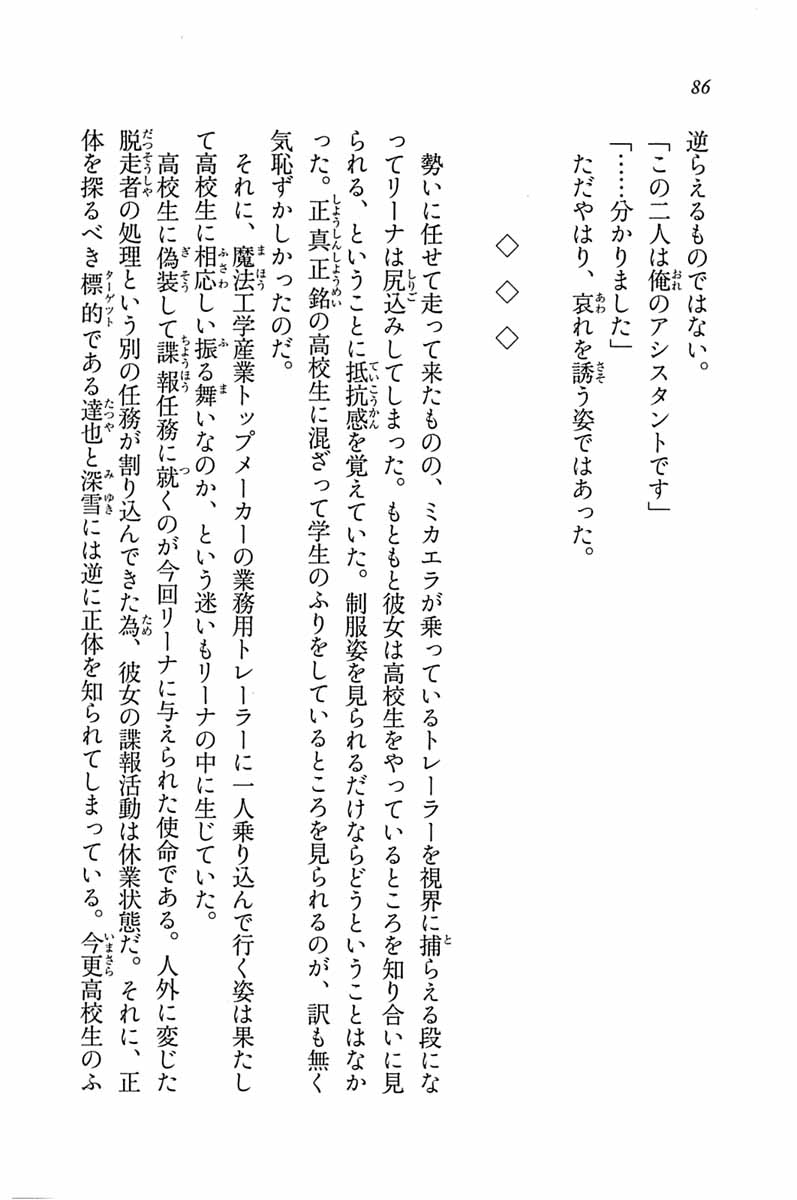 86
逆らえるものではない。
「この二人は俺のアシスタントです」
「……分かりました」
ただやはり、哀れを誘う姿ではあった。
◇ ◇ ◇
勢いに任せて走って来たものの、ミカエラが乗っているトレーラーを視界に捕らえる段にな
ってリーナは尻込みしてしまった。もともと彼女は高校生をやっているところを知り合いに見
られる、ということに抵抗感を覚えていた。制服姿を見られるだけならどうということはなか
った。正真正銘の高校生に混ざって学生のふりをしているところを見られるのが、訳も無く
気恥ずかしかったのだ。
それに、魔法工学産業トップメーカーの業務用トレーラーに一人乗り込んで行く姿は果たし
て高校生に相応しい振る舞いなのか、という迷いもリーナの中に生じていた。
高校生に偽装して諜報任務に就くのが今回リーナに与えられた使命である。人外に変じた
脱走者の処理という別の任務が割り込んできた為、彼女の諜報活動は休業状態だ。それに、正
体を探るべき標的である達也と深雪には逆に正体を知られてしまっている。今更高校生のふ